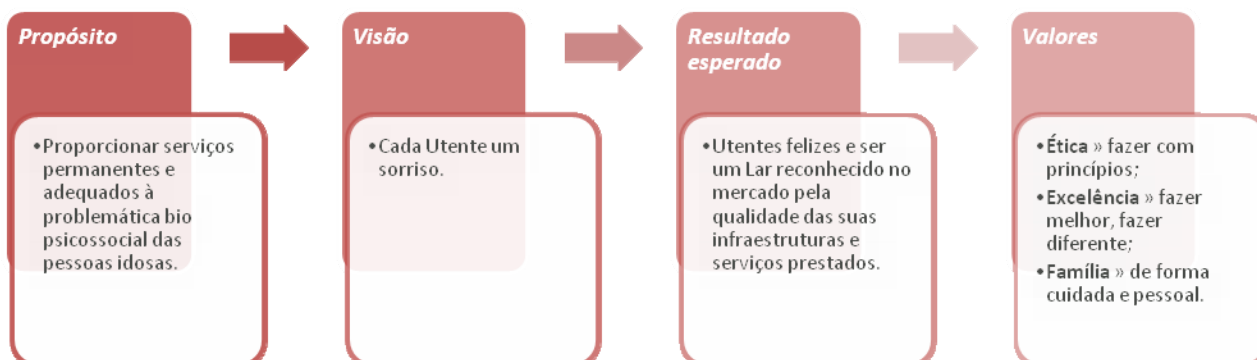 Propósito
•Proporcionar serviços
permanentes e
adequados à
problemática bio
psicossocial das
pessoas idosas.
Visão
•Cada Utente um
sorriso.
Resultado
esperado
•Utentes felizes e ser
um Lar reconhecido no
mercado pela
qualidade das suas
infraestruturas e
serviços prestados.
Valores
•Ética » fazer com
princípios;
•Excelência » fazer
melhor, fazer
diferente;
•Família » de forma
cuidada e pessoal.